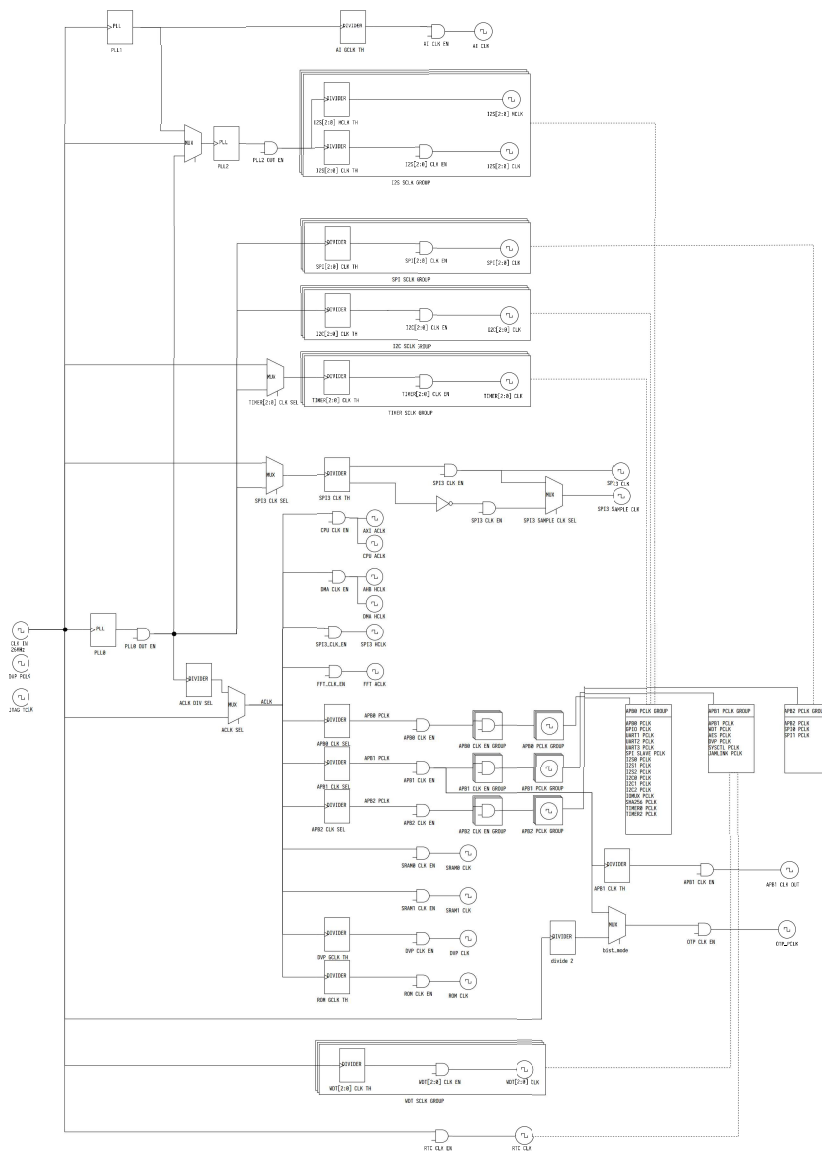 DIVIDER
PLL
PLL1
AI GCLK TH
AI CLK EN
AI CLK
DIVIDER
I2S[2:0] MCLK TH
I2S[2:0] MCLK
MUX
PLL
PLL2
PLL2 OUT EN
DIVIDER
I2S[2:0] CLK TH
I2S[2:0] CLK EN
I2S[2:0] CLK
I2S SCLK GROUP
DIVIDER
SPI[2:0] CLK TH
SPI[2:0] CLK EN
SPI[2:0] CLK
SPI SCLK GROUP
DIVIDER
I2C[2:0] CLK TH
I2C[2:0] CLK EN
I2C[2:0] CLK
I2C SCLK GROUP
MUX
TIMER[2:0] CLK SEL
DIVIDER
TIMER[2:0] CLK TH
TIMER[2:0] CLK EN
TIMER[2:0] CLK
TIMER SCLK GROUP
MUX
SPI3 CLK SEL
DIVIDER
SPI3 CLK TH
SPI3 CLK EN
SPI3 CLK
SPI3 CLK EN
MUX
SPI3 SAMPLE CLK SEL
SPI3 SAMPLE CLK
CPU CLK EN
AXI ACLK
CPU ACLK
DMA CLK EN
AHB HCLK
DMA HCLK
CLK IN
26MHz
PLL
PLL0
PLL0 OUT EN
SPI3_CLK_EN
SPI3 HCLK
DVP PCLK
DIVIDER
ACLK DIV SEL
FFT_CLK_EN
FFT ACLK
JTAG TCLK
MUX
ACLK SEL
ACLK
DIVIDER
APB0 CLK SEL
APB0 PCLK
APB0 CLK EN
APB0 CLK EN GROUP
APB0 PCLK GROUP
DIVIDER
APB1 CLK SEL
APB1 PCLK
APB1 CLK EN
APB1 CLK EN GROUP
APB1 PCLK GROUP
DIVIDER
APB2 CLK SEL
APB2 PCLK
APB2 CLK EN
APB2 CLK EN GROUP
APB2 PCLK GROUP
APB0 PCLK GROUP
APB0 PCLK
GPIO PCLK
UART1 PCLK
UART2 PCLK
UART3 PCLK
SPI SLAVE PCLK
I2S0 PCLK
I2S1 PCLK
I2S2 PCLK
I2C0 PCLK
I2C1 PCLK
I2C2 PCLK
IOMUX PCLK
SHA256 PCLK
TIMER0 PCLK
TIMER2 PCLK
APB1 PCLK GROUP
APB1 PCLK
WDT PCLK
AES PCLK
OTP PCLK
SYSCTL PCLK
APB2 PCLK
SPI0 PCLK
SPI1 PCLK
SRAM0 CLK EN
SRAM0 CLK
DIVIDER
APB1 CLK TH
APB1 CLK EN
APB1 CLK OUT
SRAM1 CLK EN
SRAM1 CLK
DIVIDER
DVP GCLK TH
DVP CLK EN
DVP CLK
DIVIDER
divide 2
MUX
bist_mode
OTP CLK EN
OTP_PCLK
DIVIDER
ROM GCLK TH
ROM CLK EN
ROM CLK
DIVIDER
WDT[2:0] CLK TH
WDT[2:0] CLK EN
WDT[2:0] CLK
WDT SCLK GROUP
RTC CLK EN
RTC CLK